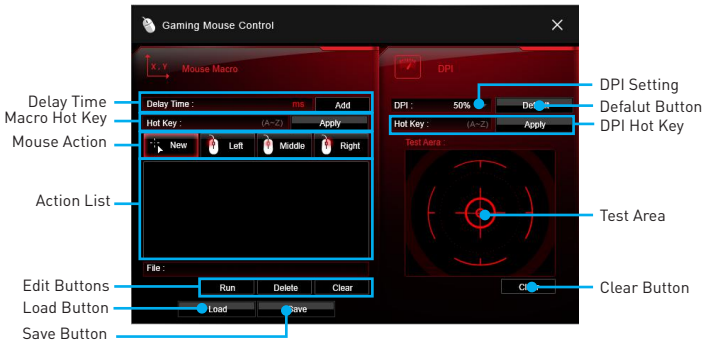 Gaming Mouse Control
X . Y
Mouse Macro
DPI
Delay Time
Macro Hot Key
Mouse Action
Action List
Edit Buttons
Load Button
Save Button
Delay Time :
ms
Add
Hot Key :
(A~Z)
Apply
New
Left
Middle
Right
File :
Run
Delete
Clear
Load
Save
DPI :
50%
Default
Hot Key :
(A~Z)
Apply
Test Aera :
Clear
DPI Setting
Defalut Button
DPI Hot Key
Test Area
Clear Button